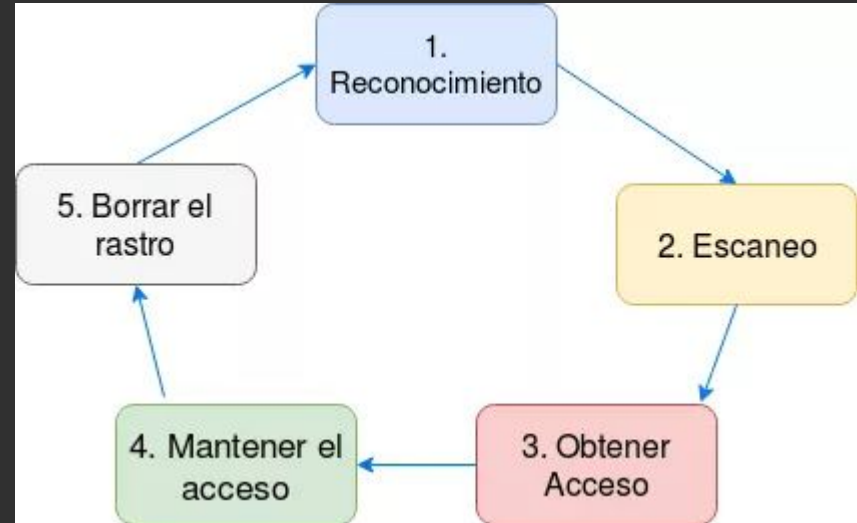 1.
Reconocimiento
2. Escaneo
3. Obtener
Acceso
4. Mantener el
acceso
5. Borrar el
rastro